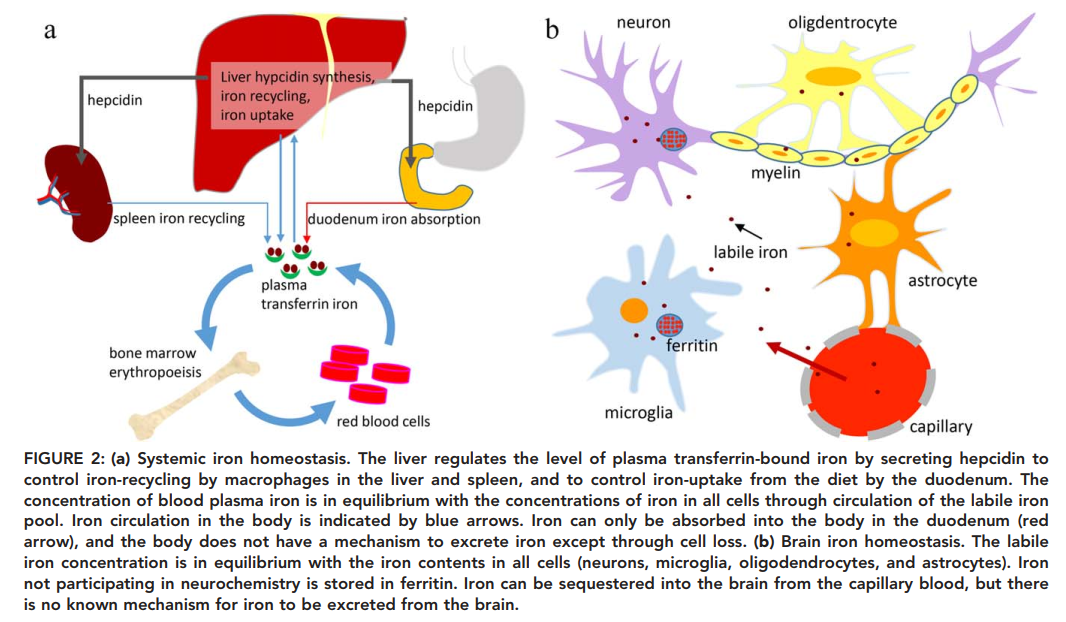 a
Liver hypcidin synthesis,
iron recycling,
iron uptake
hepcidin
hepcidin
spleen iron recycling
duodenum iron absorption
plasma
transferrin iron
bone marrow
erythropoeisis
red blood cells
b
neuron
oligdentrocyte
myelin
labile iron
astrocyte
ferritin
microglia
capillary
FIGURE 2: (a) Systemic iron homeostasis. The liver regulates the level of plasma transferrin-bound iron by secreting hepcidin to
control iron-recycling by macrophages in the liver and spleen, and to control iron-uptake from the diet by the duodenum. The
concentration of blood plasma iron is in equilibrium with the concentrations of iron in all cells through circulation of the labile iron
pool. Iron circulation in the body is indicated by blue arrows. Iron can only be absorbed into the body in the duodenum (red
arrow), and the body does not have a mechanism to excrete iron except through cell loss. (b) Brain iron homeostasis. The labile
iron concentration is in equilibrium with the iron contents in all cells (neurons, microglia, oligodendrocytes, and astrocytes). Iron
not participating in neurochemistry is stored in ferritin. Iron can be sequestered into the brain from the capillary blood, but there
is no known mechanism for iron to be excreted from the brain.